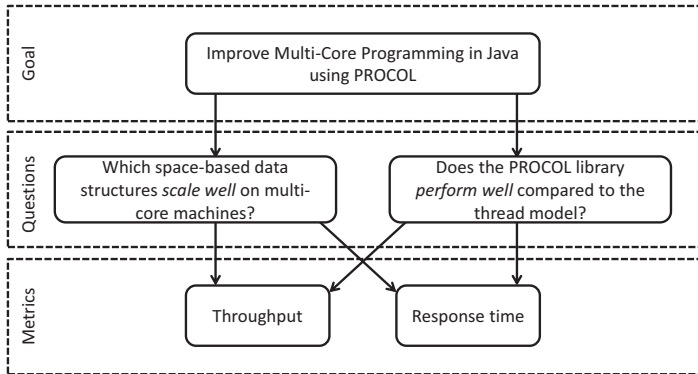 Goal
Improve Multi-Core Programming in Java
using PROCOL
Questions
Which space-based data
structures scale well on multi-
core machines?
Does the PROCOL library
perform well compared to the
thread model?
Metrics
Throughput
Response time